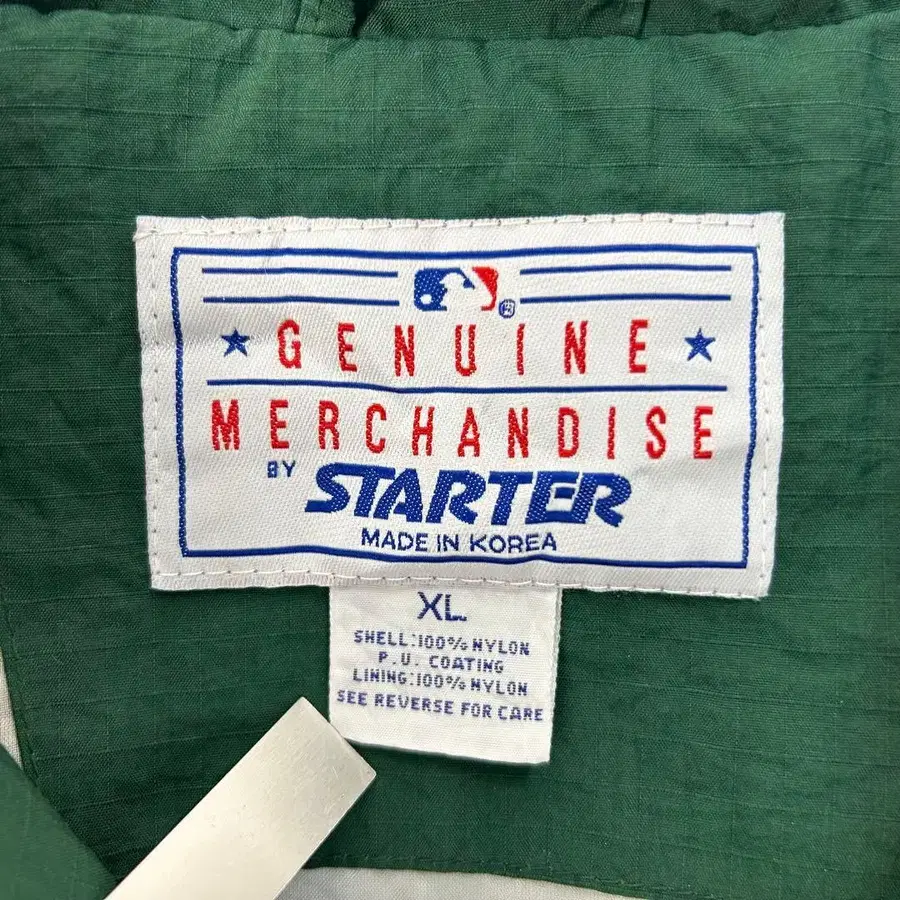 GENUINE
MERCHANDISE
BY STARTER
MADE IN KOREA
XL
SHELL:100% NYLON
P.U. COATING
LINING:100% NYLON
SEE REVERSE FOR CARE